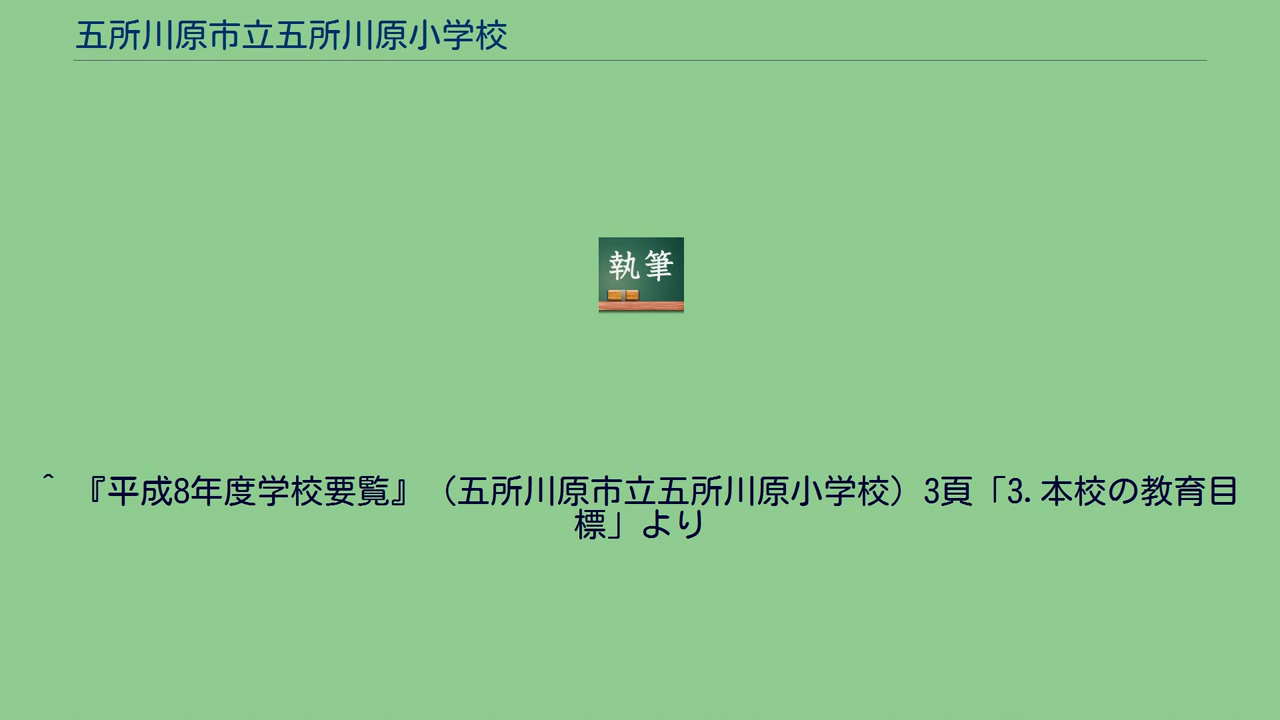 五所川原市立五所川原小学校
執筆
^ 『平成8年度学校要覧』（五所川原市立五所川原小学校）3頁「3.本校の教育目
標」より